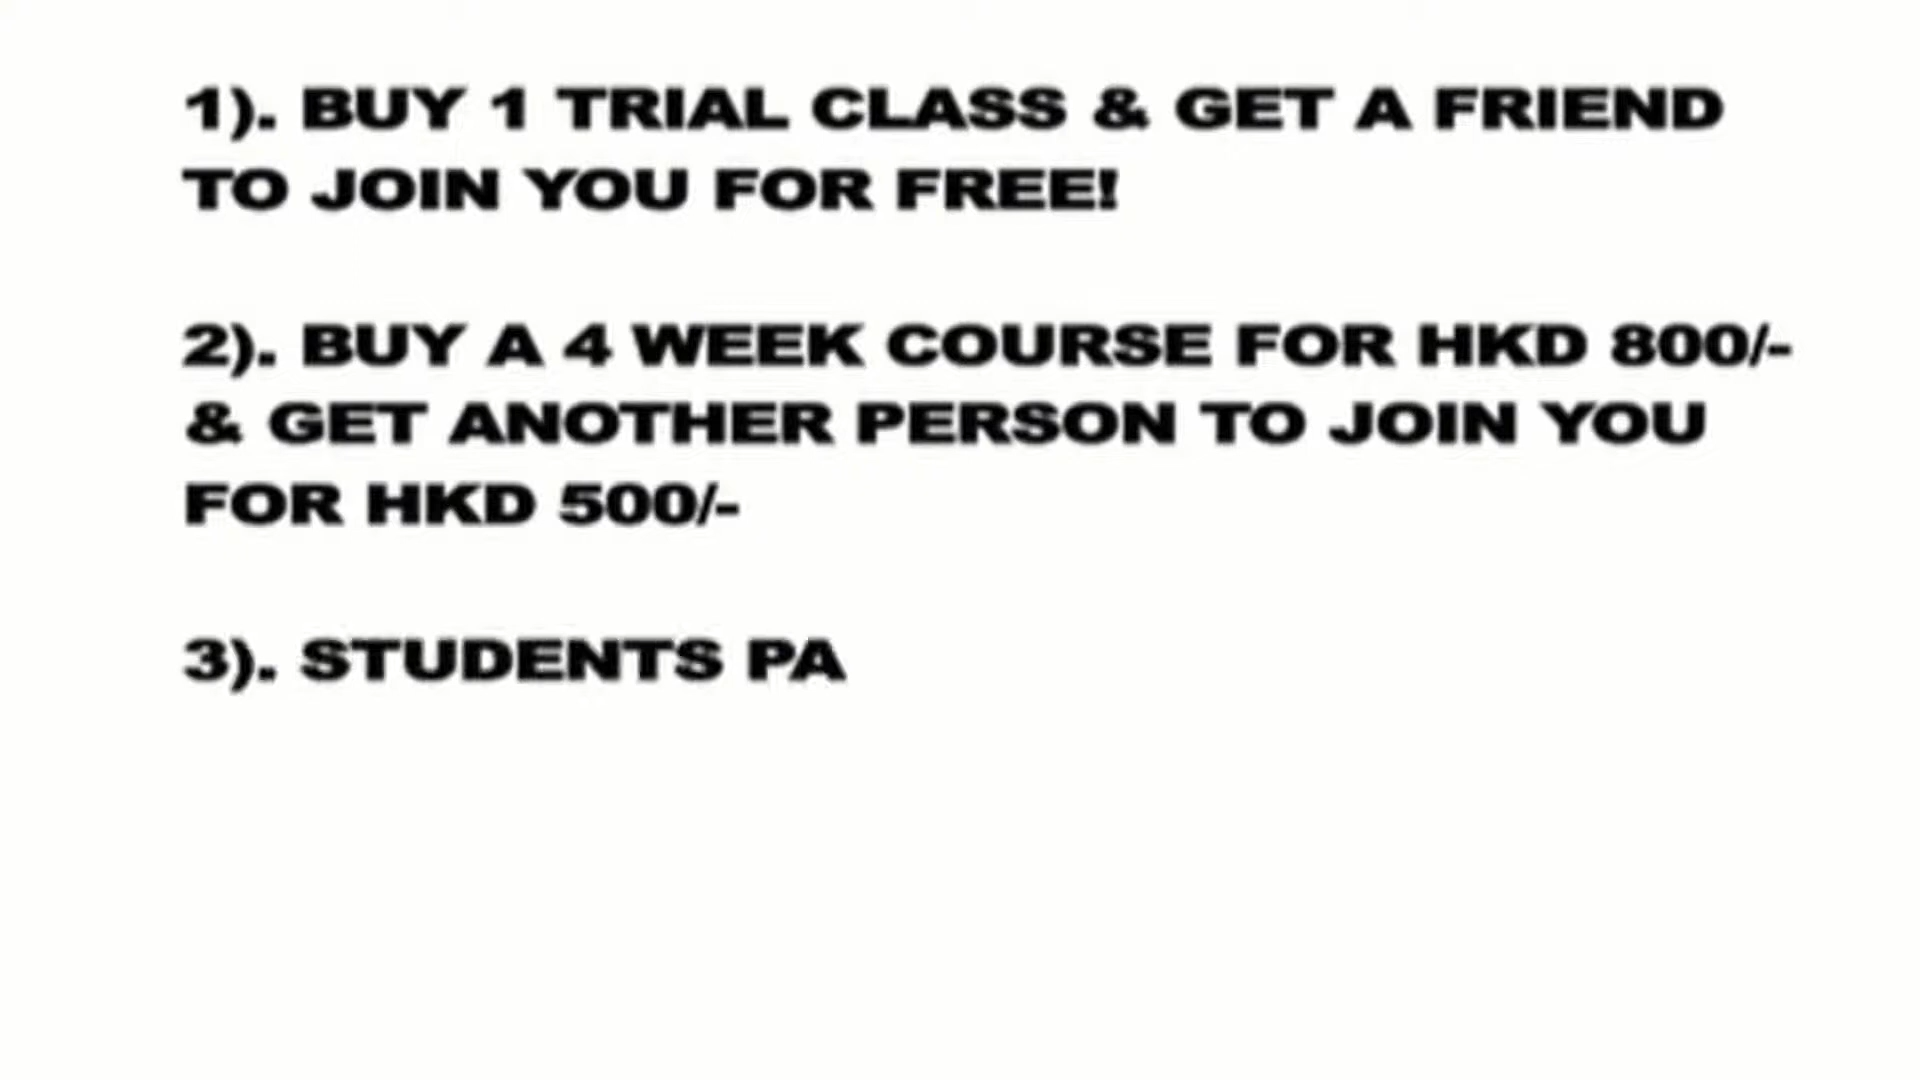 1). BUY 1 TRIAL CLASS & GET A FRIEND
TO JOIN YOU FOR FREE!
2). BUY A 4 WEEK COURSE FOR HKD 800/-
& GET ANOTHER PERSON TO JOIN YOU
FOR HKD 500/-
3). STUDENTS PA